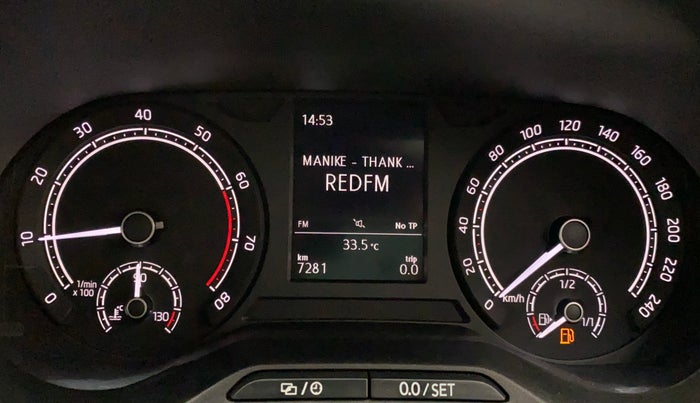 0
10
20
30
40
50
60
70
80
1/min
x 100
°C
90
130
14:53
MANIKE - THANK ...
REDFM
FM No TP
33.5 °C
km trip
7281 0.0
0
20
40
60
80
100
120
140
160
180
200
220
240
km/h
1/2
1/1
/ 0.0 / SET